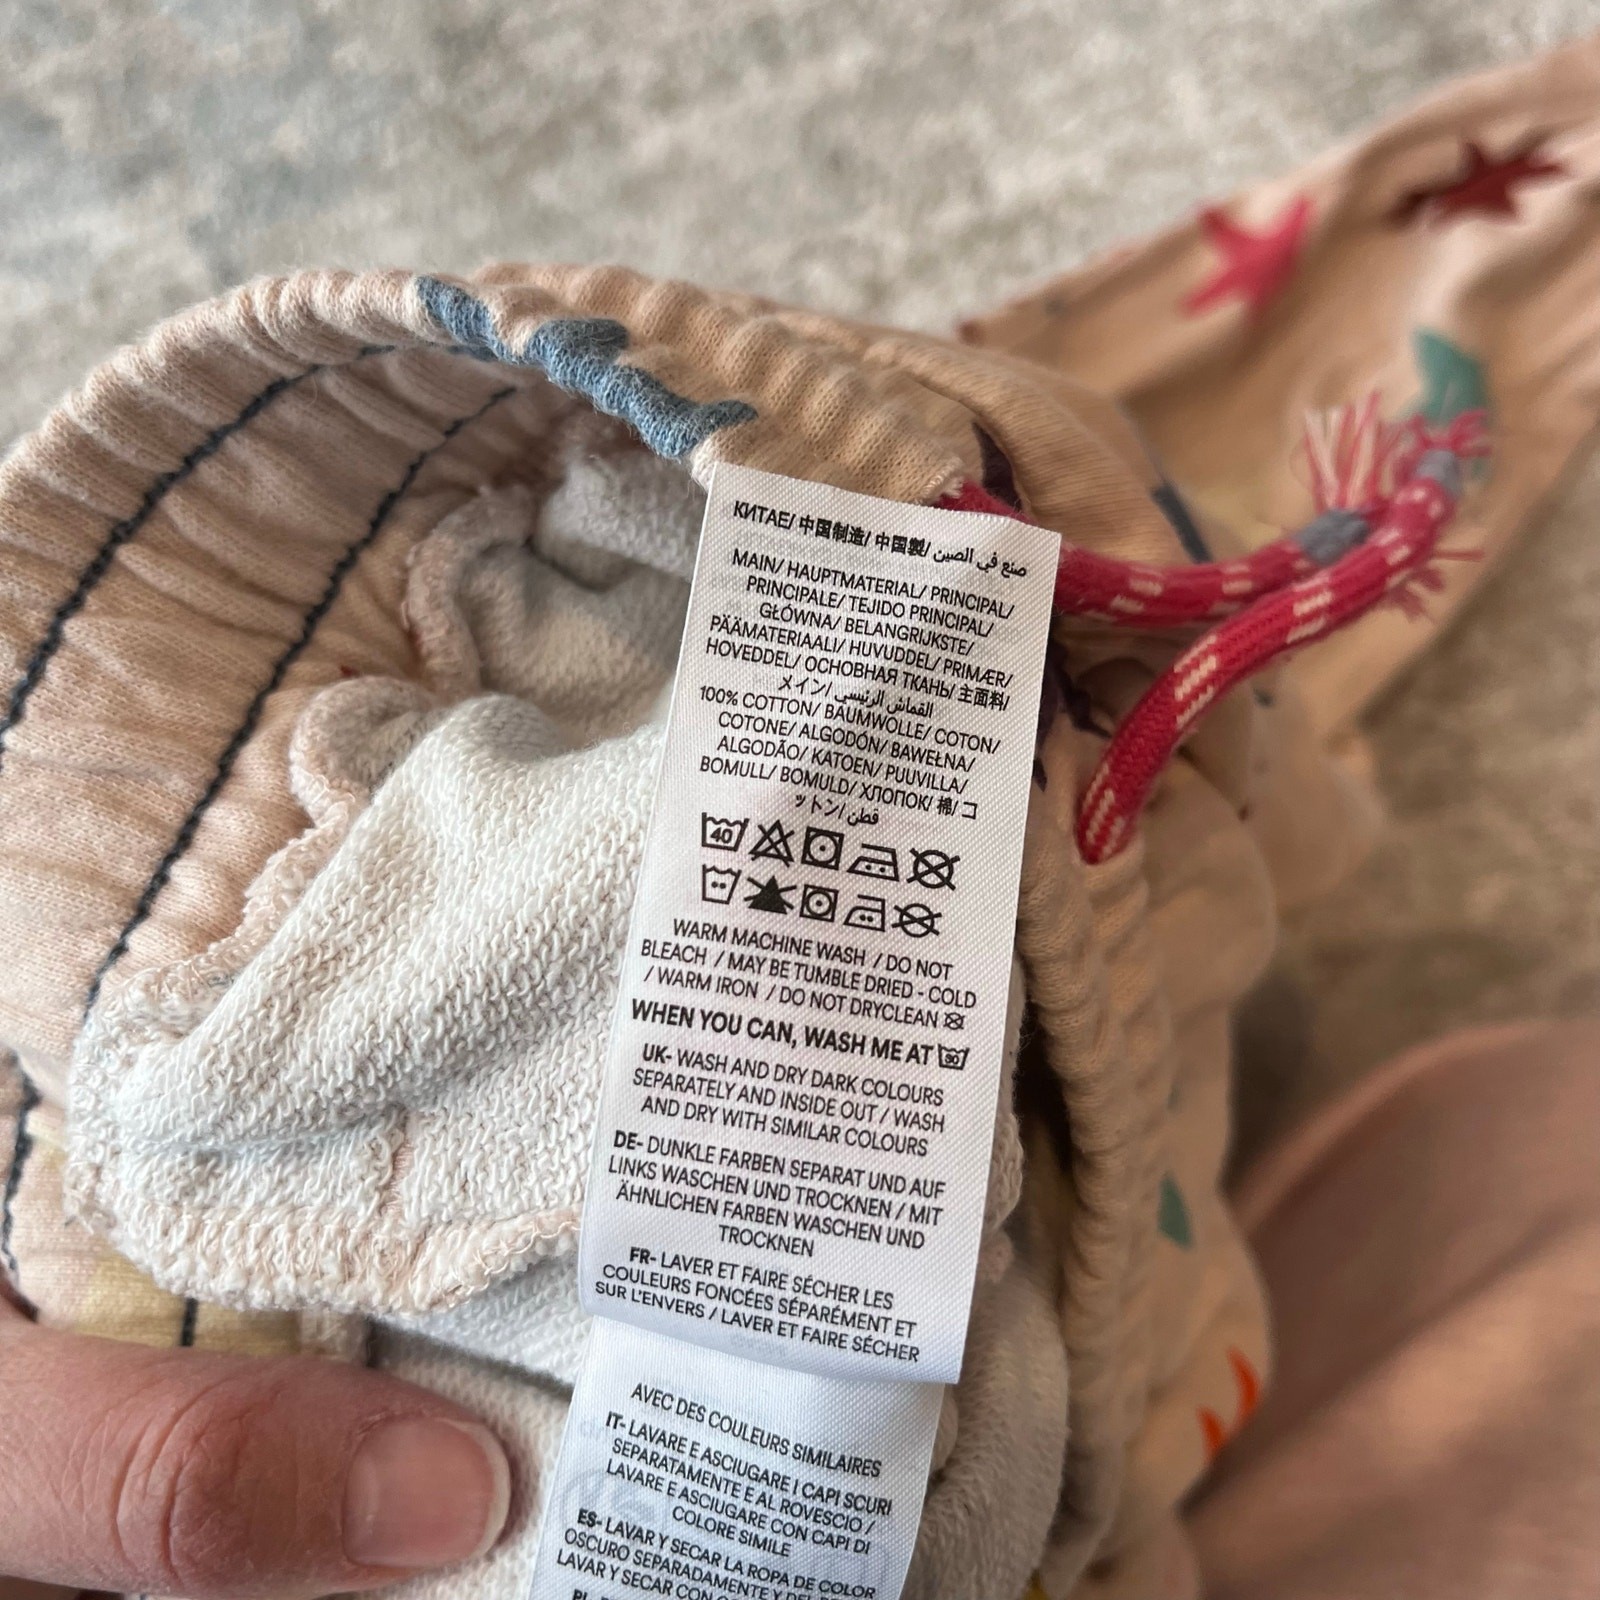 КИТАЕ/ 中国制造/ 中国製/ صنع في الصين
MAIN/ HAUPTMATERIAL/ PRINCIPAL/
PRINCIPALE/ TEJIDO PRINCIPAL/
GŁÓWNA/ BELANGRIJKSTE/
PÄÄMATERIAALI/ HUVUDDEL/ PRIMÆR/
HOVEDDEL/ ОСНОВНАЯ ТКАНЬ/ 主面料/
メイン/ القماش الرئيسي
100% COTTON/ BAUMWOLLE/ COTON/
COTONE/ ALGODÓN/ BAWEŁNA/
ALGODÃO/ KATOEN/ PUUVILLA/
BOMULL/ BOMULD/ ХЛОПОК/ 棉/ コ
ットン/ قطن
40
WARM MACHINE WASH / DO NOT
BLEACH / MAY BE TUMBLE DRIED - COLD
/ WARM IRON / DO NOT DRYCLEAN
WHEN YOU CAN, WASH ME AT 30
UK- WASH AND DRY DARK COLOURS
SEPARATELY AND INSIDE OUT / WASH
AND DRY WITH SIMILAR COLOURS
DE- DUNKLE FARBEN SEPARAT UND AUF
LINKS WASCHEN UND TROCKNEN / MIT
ÄHNLICHEN FARBEN WASCHEN UND
TROCKNEN
FR- LAVER ET FAIRE SÉCHER LES
COULEURS FONCÉES SÉPARÉMENT ET
SUR L'ENVERS / LAVER ET FAIRE SÉCHER
AVEC DES COULEURS SIMILAIRES
IT- LAVARE E ASCIUGARE I CAPI SCURI
SEPARATAMENTE E AL ROVESCIO /
LAVARE E ASCIUGARE CON CAPI DI
COLORE SIMILE
ES- LAVAR Y SECAR LA ROPA DE COLOR
OSCURO SEPARADAMENTE Y DEL
LAVAR Y SECAR CON